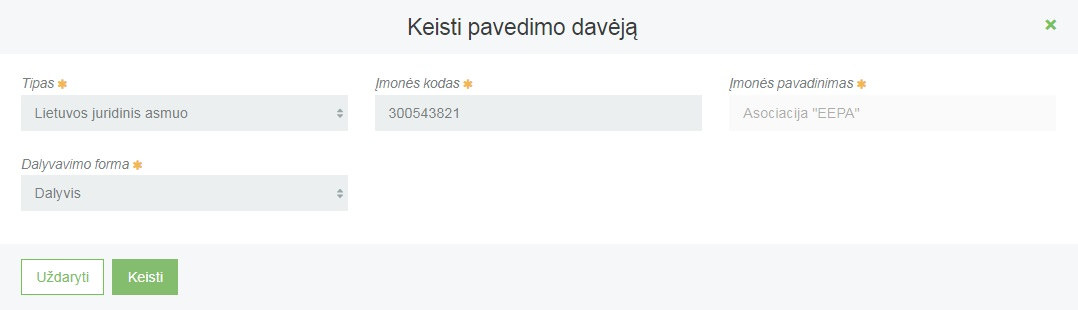 Keisti pavedimo davėją
Tipas *
Įmonės kodas *
Įmonės pavadinimas *
Lietuvos juridinis asmuo
300543821
Asociacija "EEPA"
Dalyvavimo forma *
Dalyvis
Uždaryti
Keisti